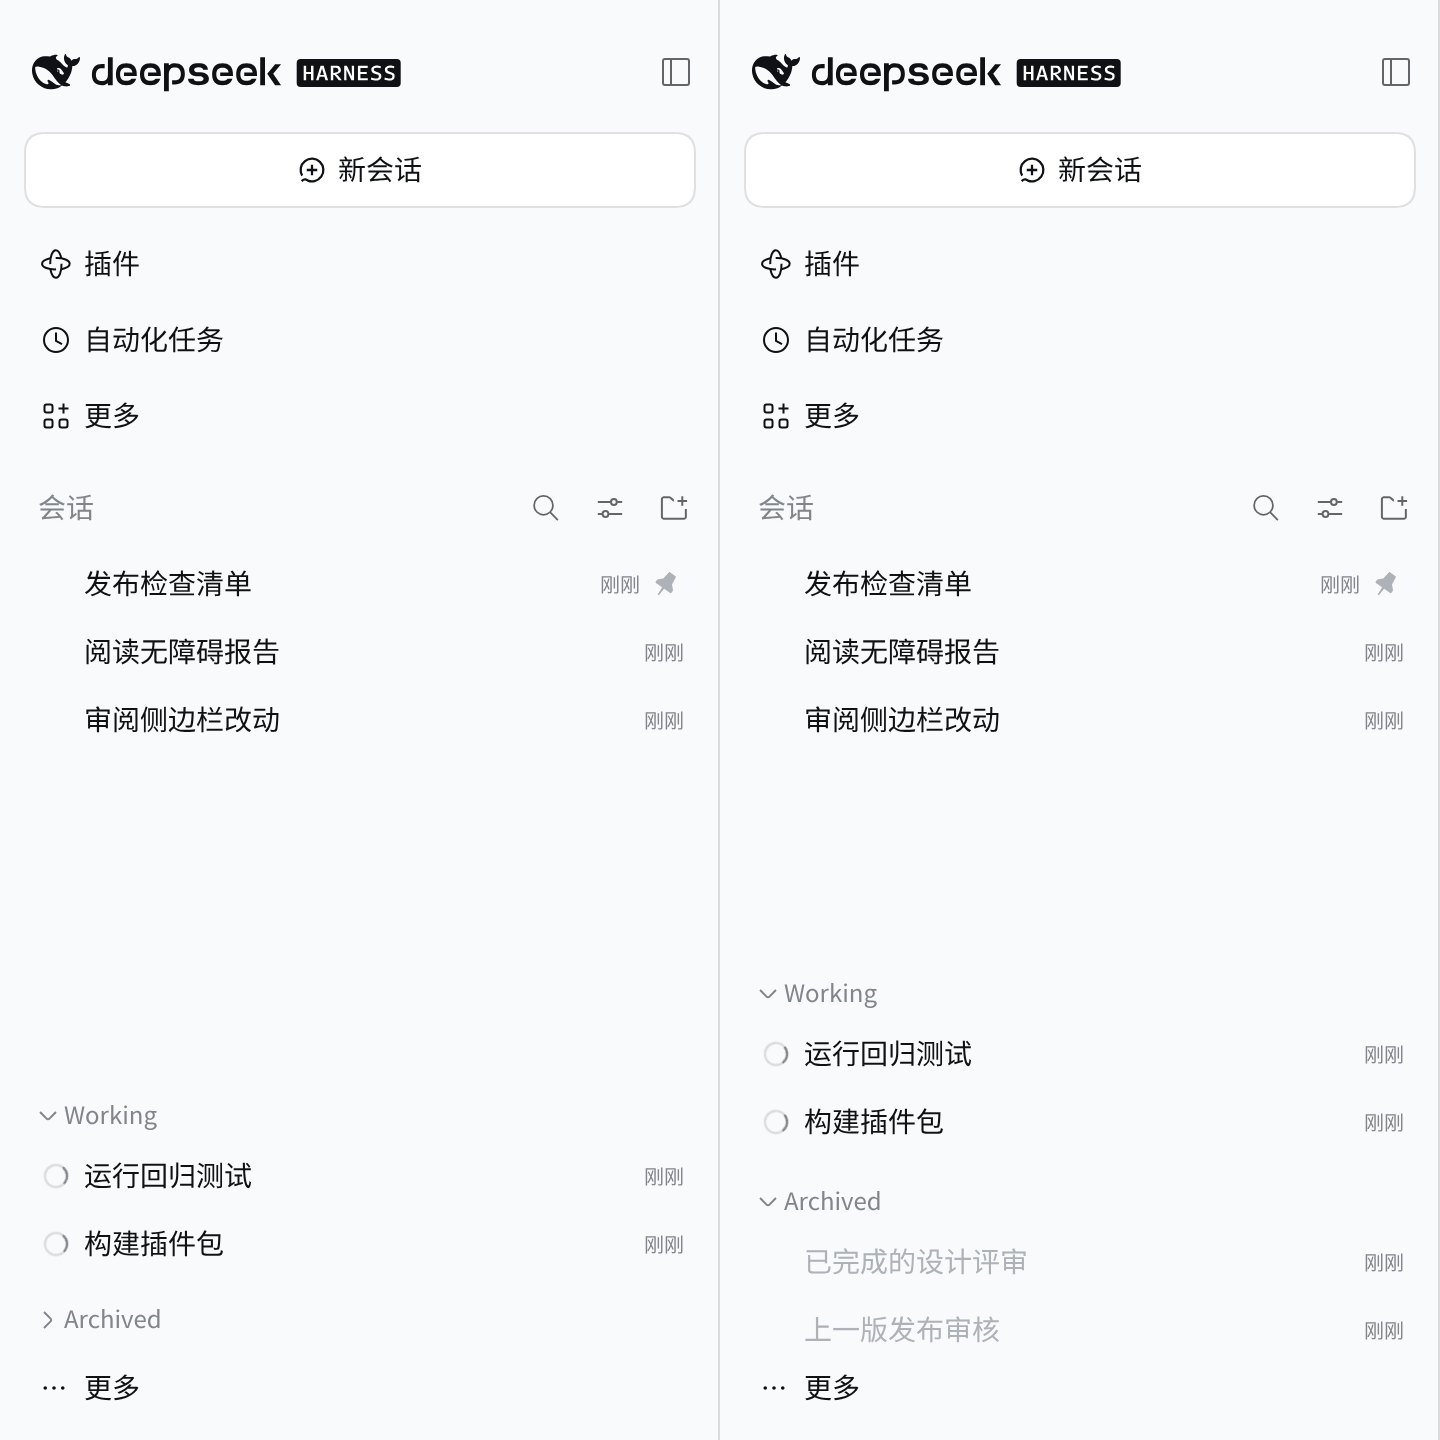 deepseek HARNESS
新会话
插件
自动化任务
更多
会话
发布检查清单 刚刚
阅读无障碍报告 刚刚
审阅侧边栏改动 刚刚
Working
运行回归测试 刚刚
构建插件包 刚刚
Archived
更多
deepseek HARNESS
新会话
插件
自动化任务
更多
会话
发布检查清单 刚刚
阅读无障碍报告 刚刚
审阅侧边栏改动 刚刚
Working
运行回归测试 刚刚
构建插件包 刚刚
Archived
已完成的设计评审 刚刚
上一版发布审核 刚刚
更多